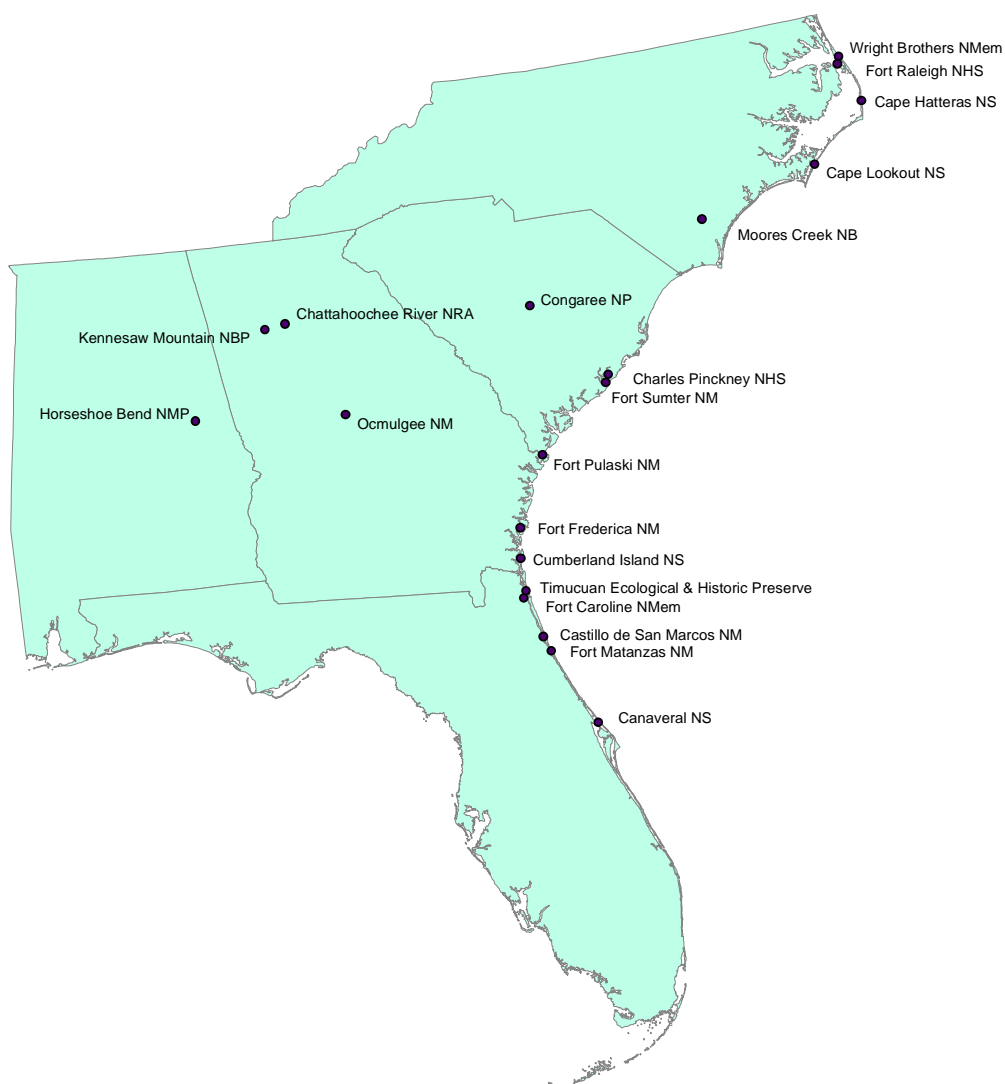 Wright Brothers NMem
Fort Raleigh NHS
Cape Hatteras NS
Cape Lookout NS
Moores Creek NB
Congaree NP
Chattahoochee River NRA
Kennesaw Mountain NBP
Charles Pinckney NHS
Fort Sumter NM
Horseshoe Bend NMP
Ocmulgee NM
Fort Pulaski NM
Fort Frederica NM
Cumberland Island NS
Timucuan Ecological & Historic Preserve
Fort Caroline NMem
Castillo de San Marcos NM
Fort Matanzas NM
Canaveral NS